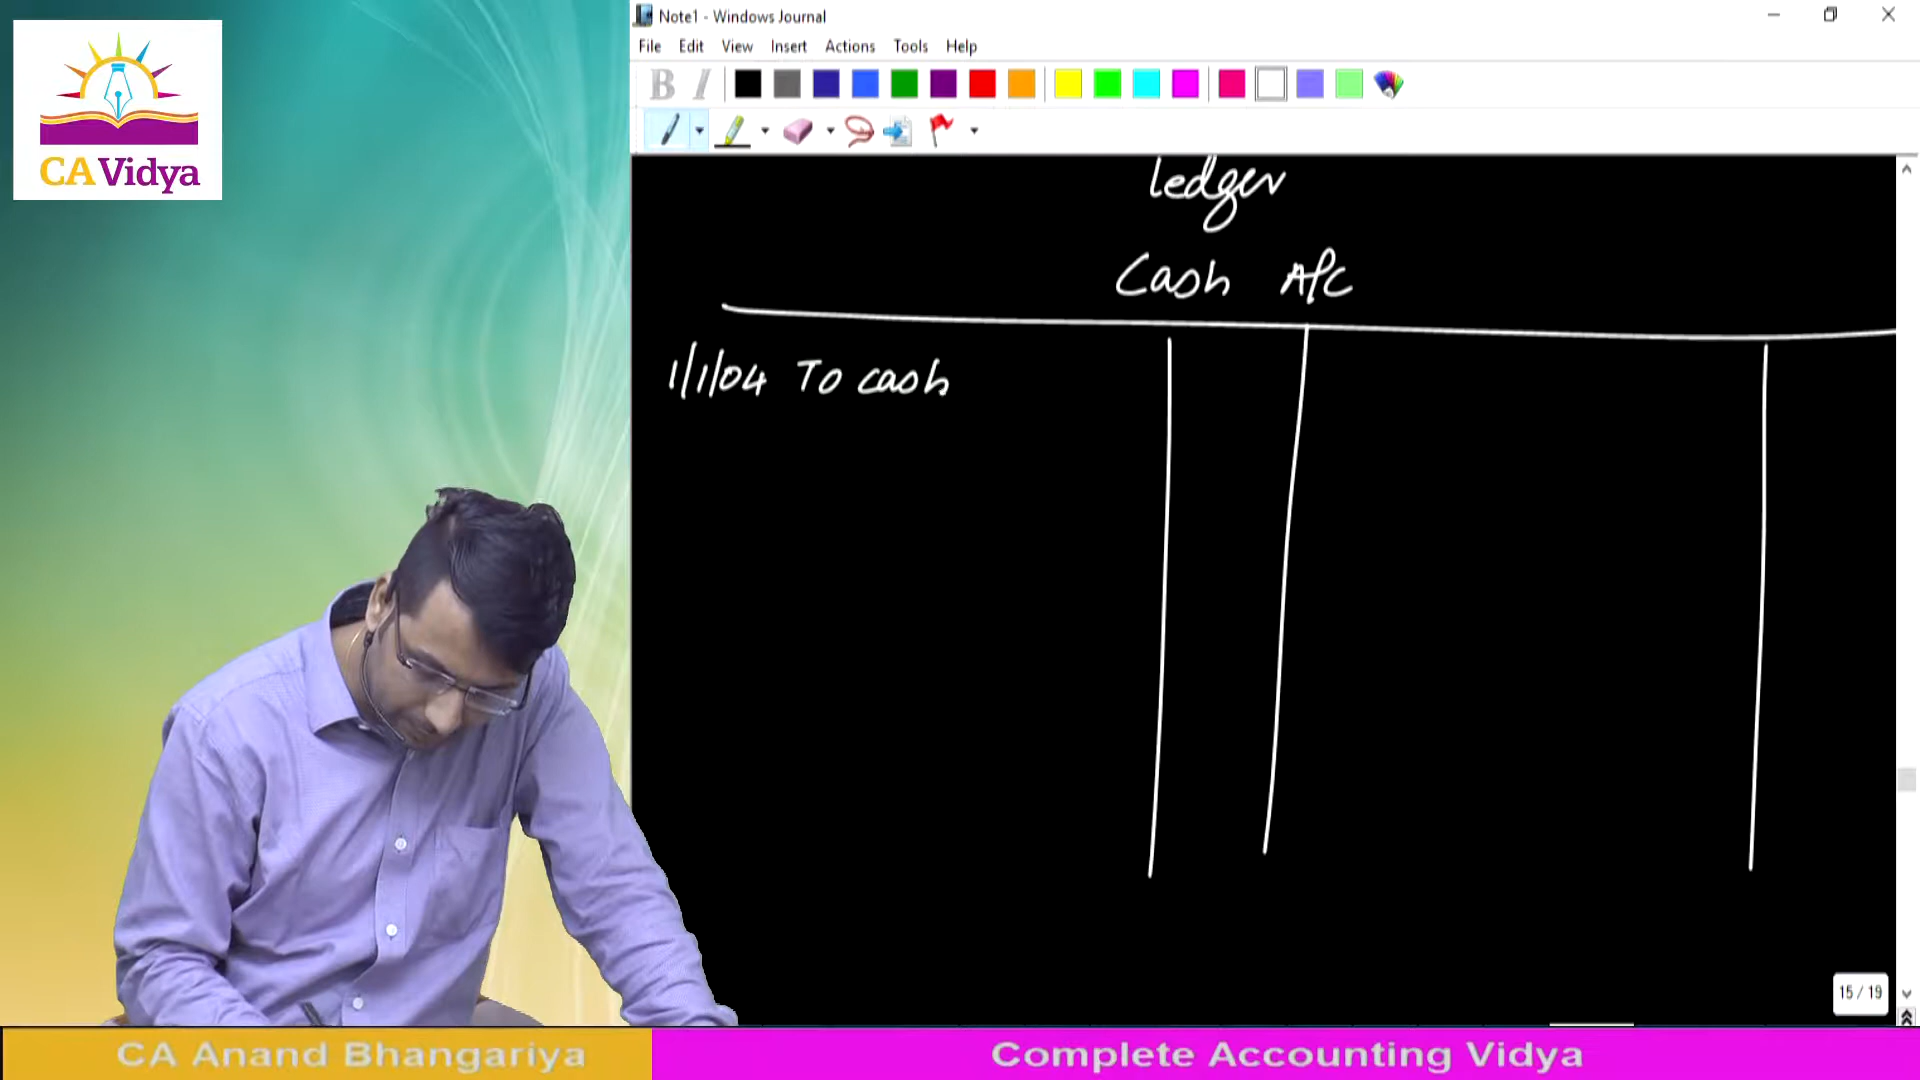 CA Vidya
Note1 - Windows Journal
File Edit View Insert Actions Tools Help
B I
ledger
Cash A/C
1/1/04 To cash
15 / 19
CA Anand Bhangariya
Complete Accounting Vidya